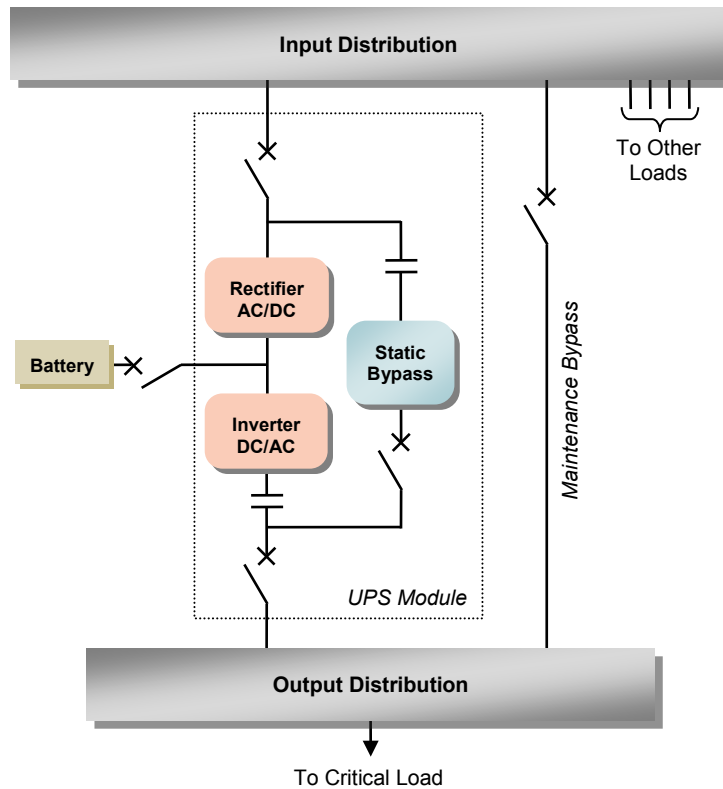 Input Distribution
To Other
Loads
Rectifier
AC/DC
Static
Bypass
Battery
Inverter
DC/AC
Maintenance Bypass
UPS Module
Output Distribution
To Critical Load